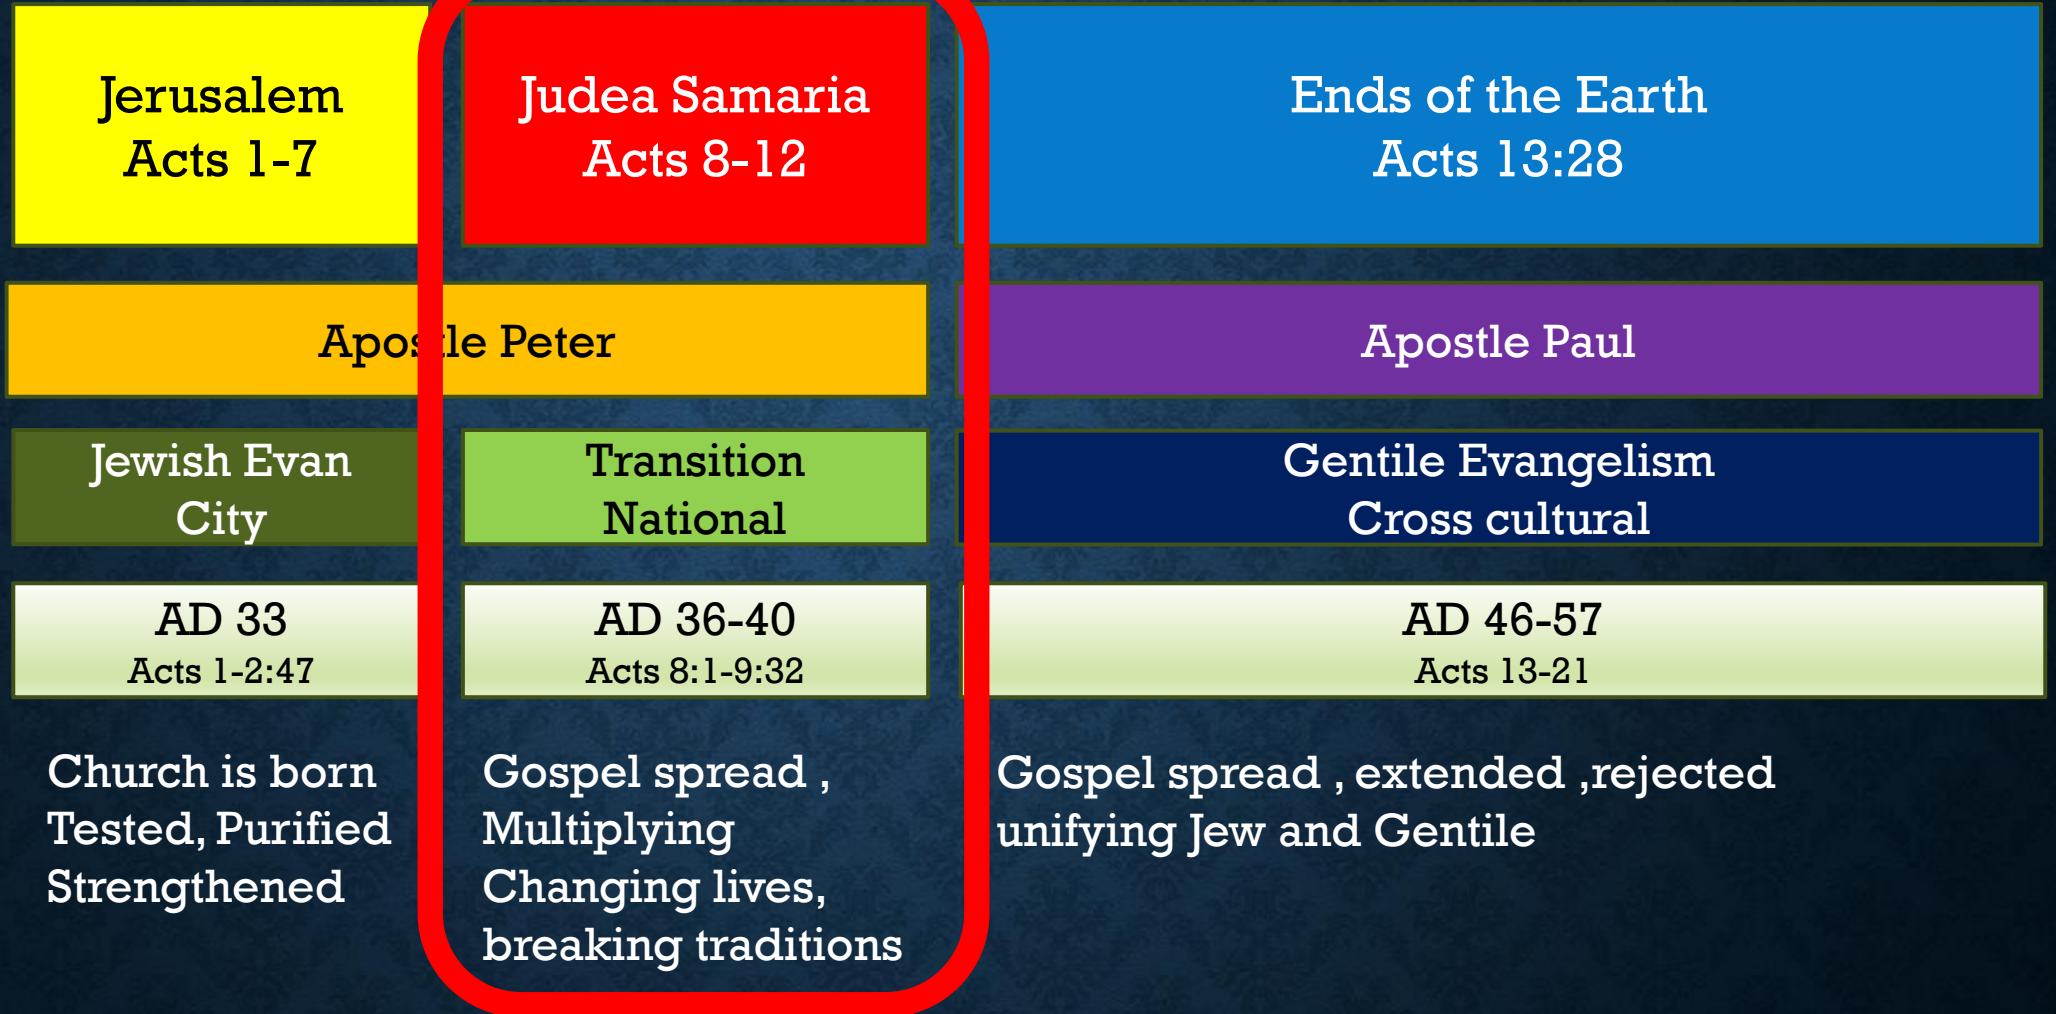 Jerusalem
Acts 1-7
Judea Samaria
Acts 8-12
Ends of the Earth
Acts 13:28
Apostle Peter
Apostle Paul
Jewish Evan
City
Transition
National
Gentile Evangelism
Cross cultural
AD 33
Acts 1-2:47
AD 36-40
Acts 8:1-9:32
AD 46-57
Acts 13-21
Church is born
Tested, Purified
Strengthened
Gospel spread ,
Multiplying
Changing lives,
breaking traditions
Gospel spread , extended ,rejected
unifying Jew and Gentile